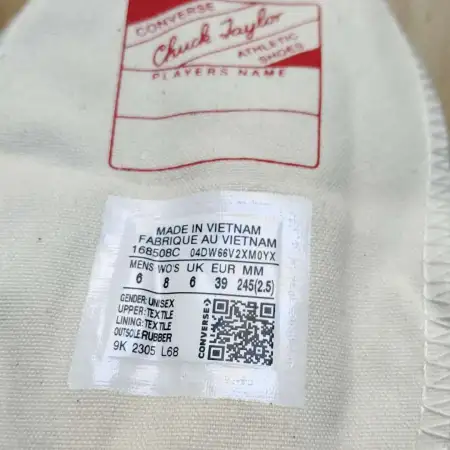 CONVERSE
Chuck Taylor
ATHLETIC
SHOES
PLAYERS NAME
MADE IN VIETNAM
FABRIQUE AU VIETNAM
168508C 04DW66V2XM0YX
MENS WO'S UK EUR MM
6 8 6 39 245(2.5)
GENDER: UNISEX
UPPER: TEXTILE
LINING: TEXTILE
OUTSOLE: RUBBER
9K 2305 L68
CONVERSE